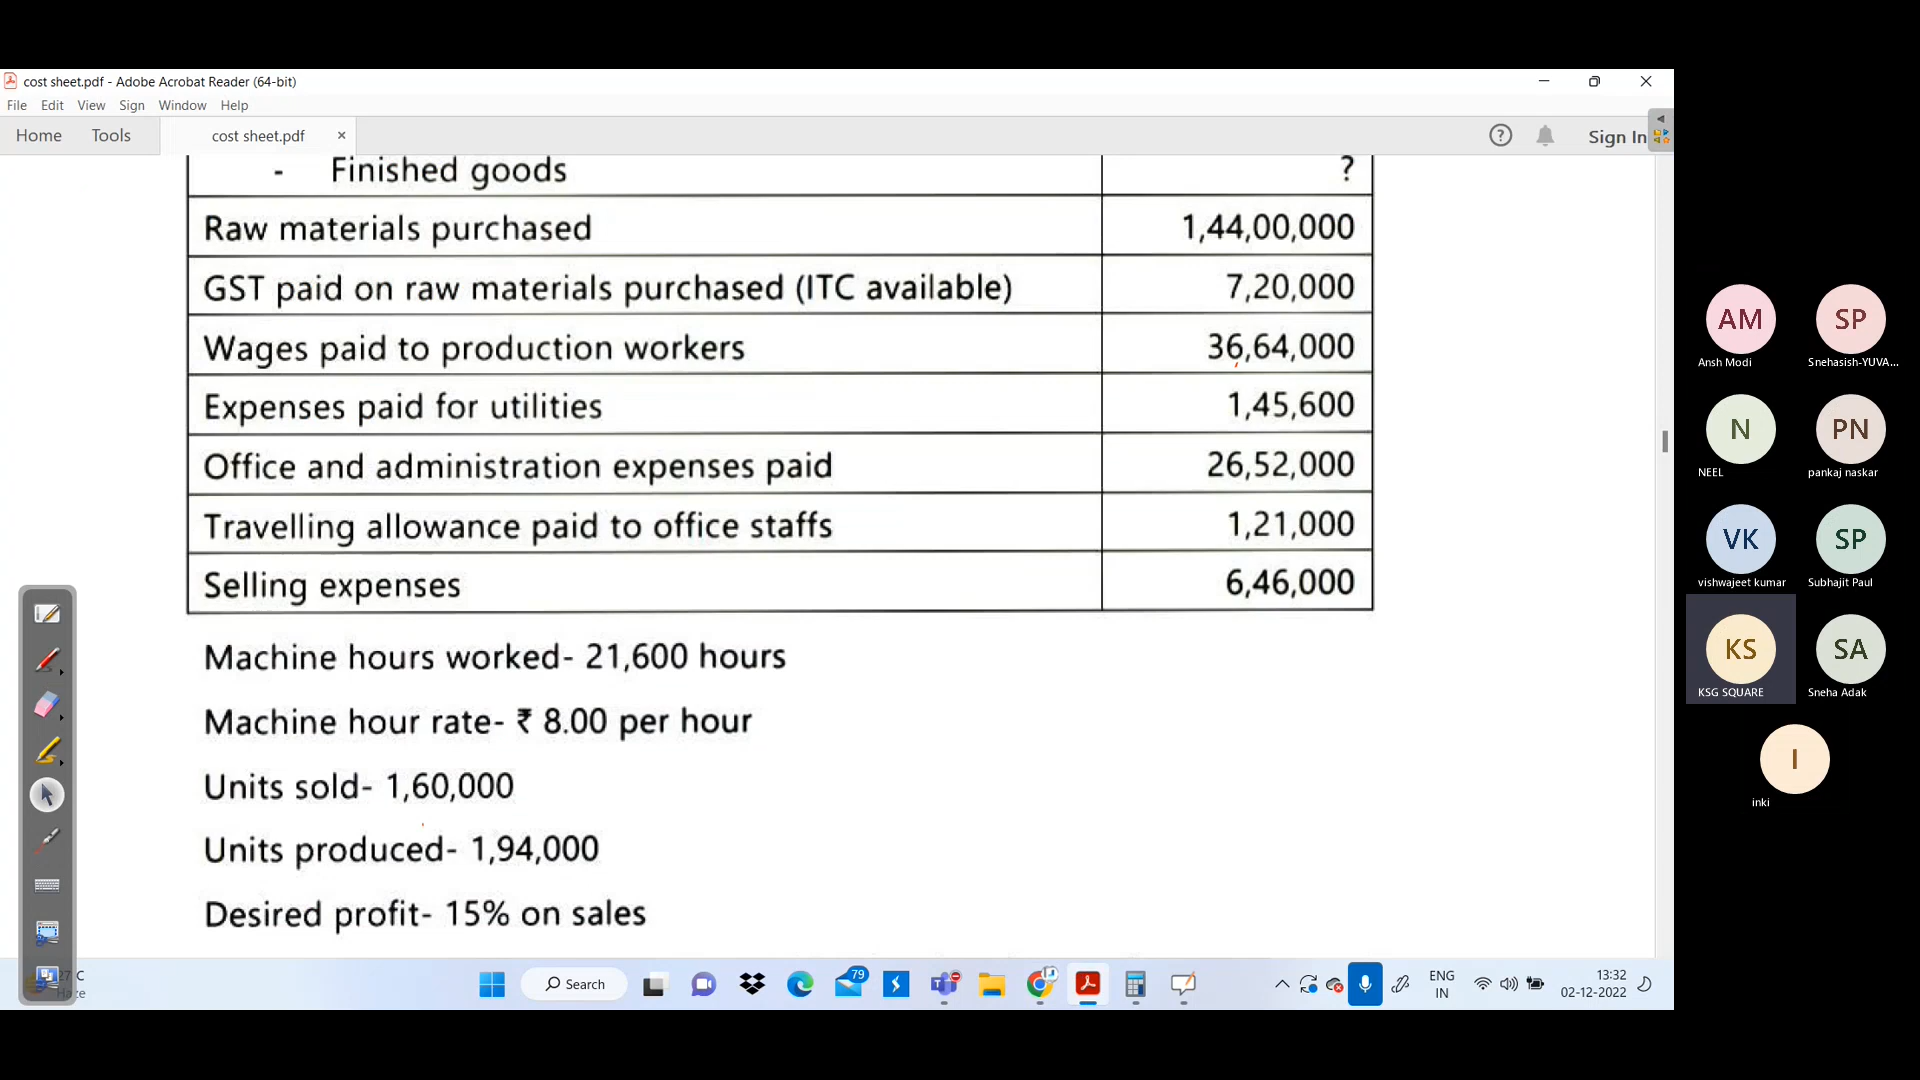 cost sheet.pdf - Adobe Acrobat Reader (64-bit)
File Edit View Sign Window Help
Home Tools cost sheet.pdf × Sign In
- Finished goods ?
Raw materials purchased 1,44,00,000
GST paid on raw materials purchased (ITC available) 7,20,000
Wages paid to production workers 36,64,000
Expenses paid for utilities 1,45,600
Office and administration expenses paid 26,52,000
Travelling allowance paid to office staffs 1,21,000
Selling expenses 6,46,000
Machine hours worked- 21,600 hours
Machine hour rate- ₹ 8.00 per hour
Units sold- 1,60,000
Units produced- 1,94,000
Desired profit- 15% on sales
AM SP
Ansh Modi Snehasish-YUVA...
N PN
NEEL pankaj naskar
VK SP
vishwajeet kumar Subhajit Paul
KS SA
KSG SQUARE Sneha Adak
I
inki
Search 79 ENG 13:32
IN 02-12-2022